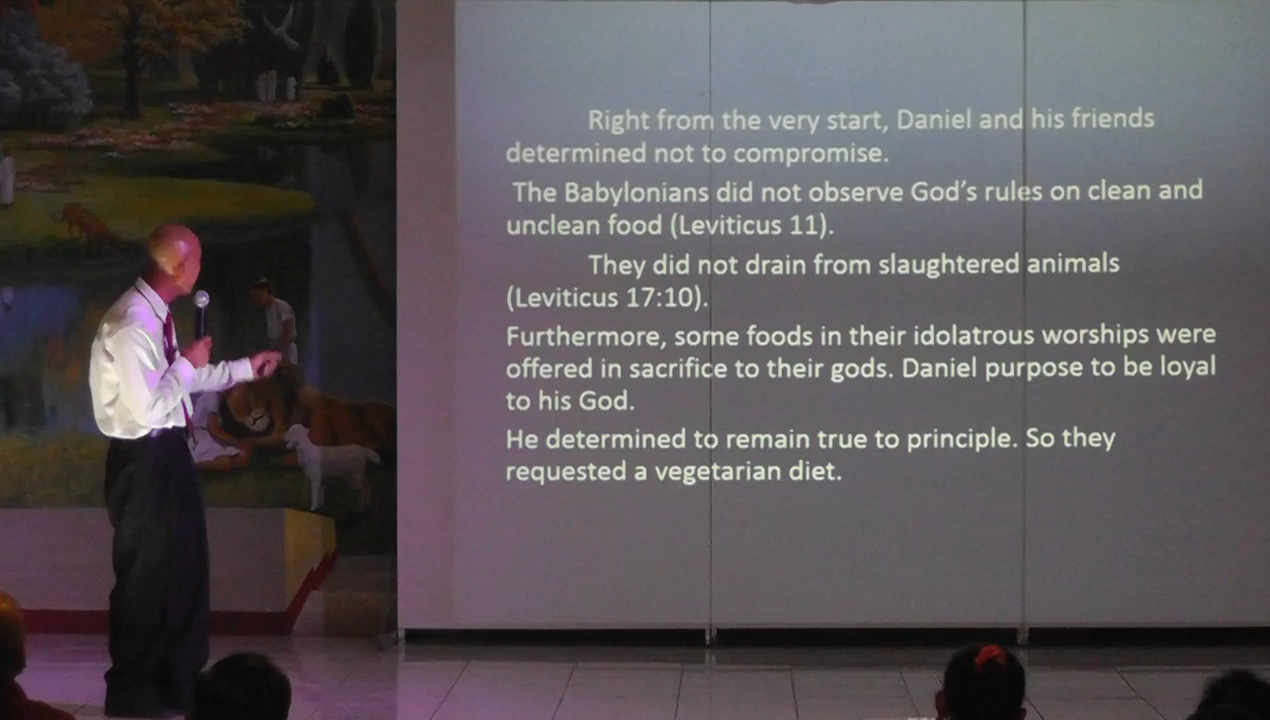 Right from the very start, Daniel and his friends
determined not to compromise.
The Babylonians did not observe God's rules on clean and
unclean food (Leviticus 11).
They did not drain from slaughtered animals
(Leviticus 17:10).
Furthermore, some foods in their idolatrous worships were
offered in sacrifice to their gods. Daniel purpose to be loyal
to his God.
He determined to remain true to principle. So they
requested a vegetarian diet.